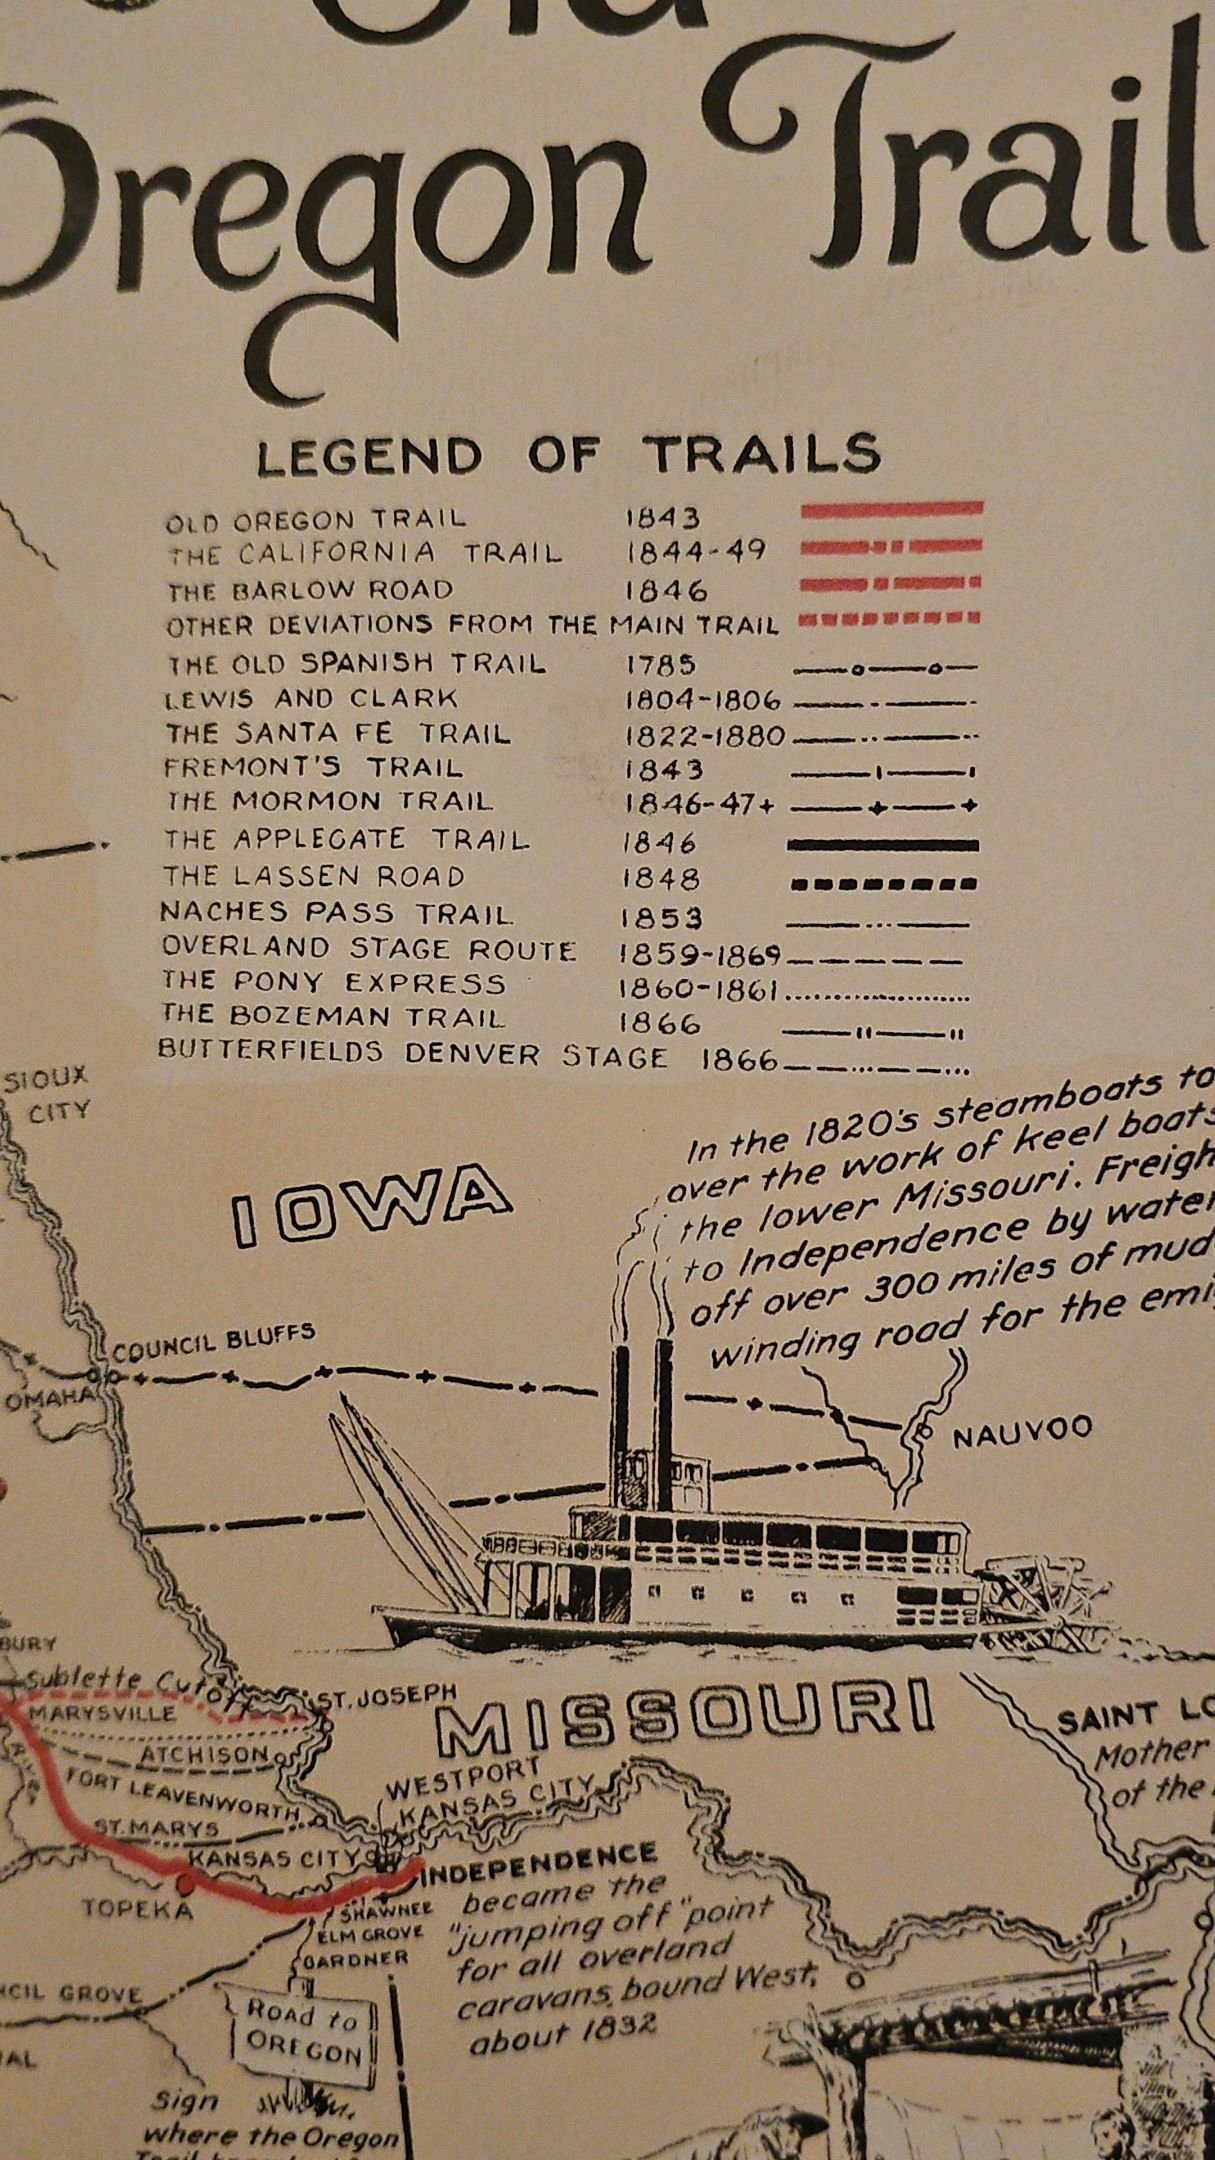 Old
Oregon Trail
LEGEND OF TRAILS
OLD OREGON TRAIL 1843
THE CALIFORNIA TRAIL 1844-49
THE BARLOW ROAD 1846
OTHER DEVIATIONS FROM THE MAIN TRAIL
THE OLD SPANISH TRAIL 1785
LEWIS AND CLARK 1804-1806
THE SANTA FE TRAIL 1822-1880
FREMONT'S TRAIL 1843
THE MORMON TRAIL 1846-47+
THE APPLEGATE TRAIL 1846
THE LASSEN ROAD 1848
NACHES PASS TRAIL 1853
OVERLAND STAGE ROUTE 1859-1869
THE PONY EXPRESS 1860-1861
THE BOZEMAN TRAIL 1866
BUTTERFIELDS DENVER STAGE 1866
SIOUX
CITY
In the 1820's steamboats to
over the work of keel boats
the lower Missouri. Freigh
to Independence by water
off over 300 miles of mud
winding road for the emi
IOWA
COUNCIL BLUFFS
OMAHA
NAUVOO
BURY
Sublette Cutoff
ST. JOSEPH
MARYSVILLE
MISSOURI
SAINT LO
Mother
of the
ATCHISON
FORT LEAVENWORTH
WESTPORT
KANSAS CITY
ST. MARYS
KANSAS CITY
INDEPENDENCE
became the
"jumping off" point
for all overland
caravans, bound West,
about 1832
TOPEKA
SHAWNEE
ELM GROVE
GARDNER
CIL GROVE
Road to
OREGON
AL
Sign
where the Oregon